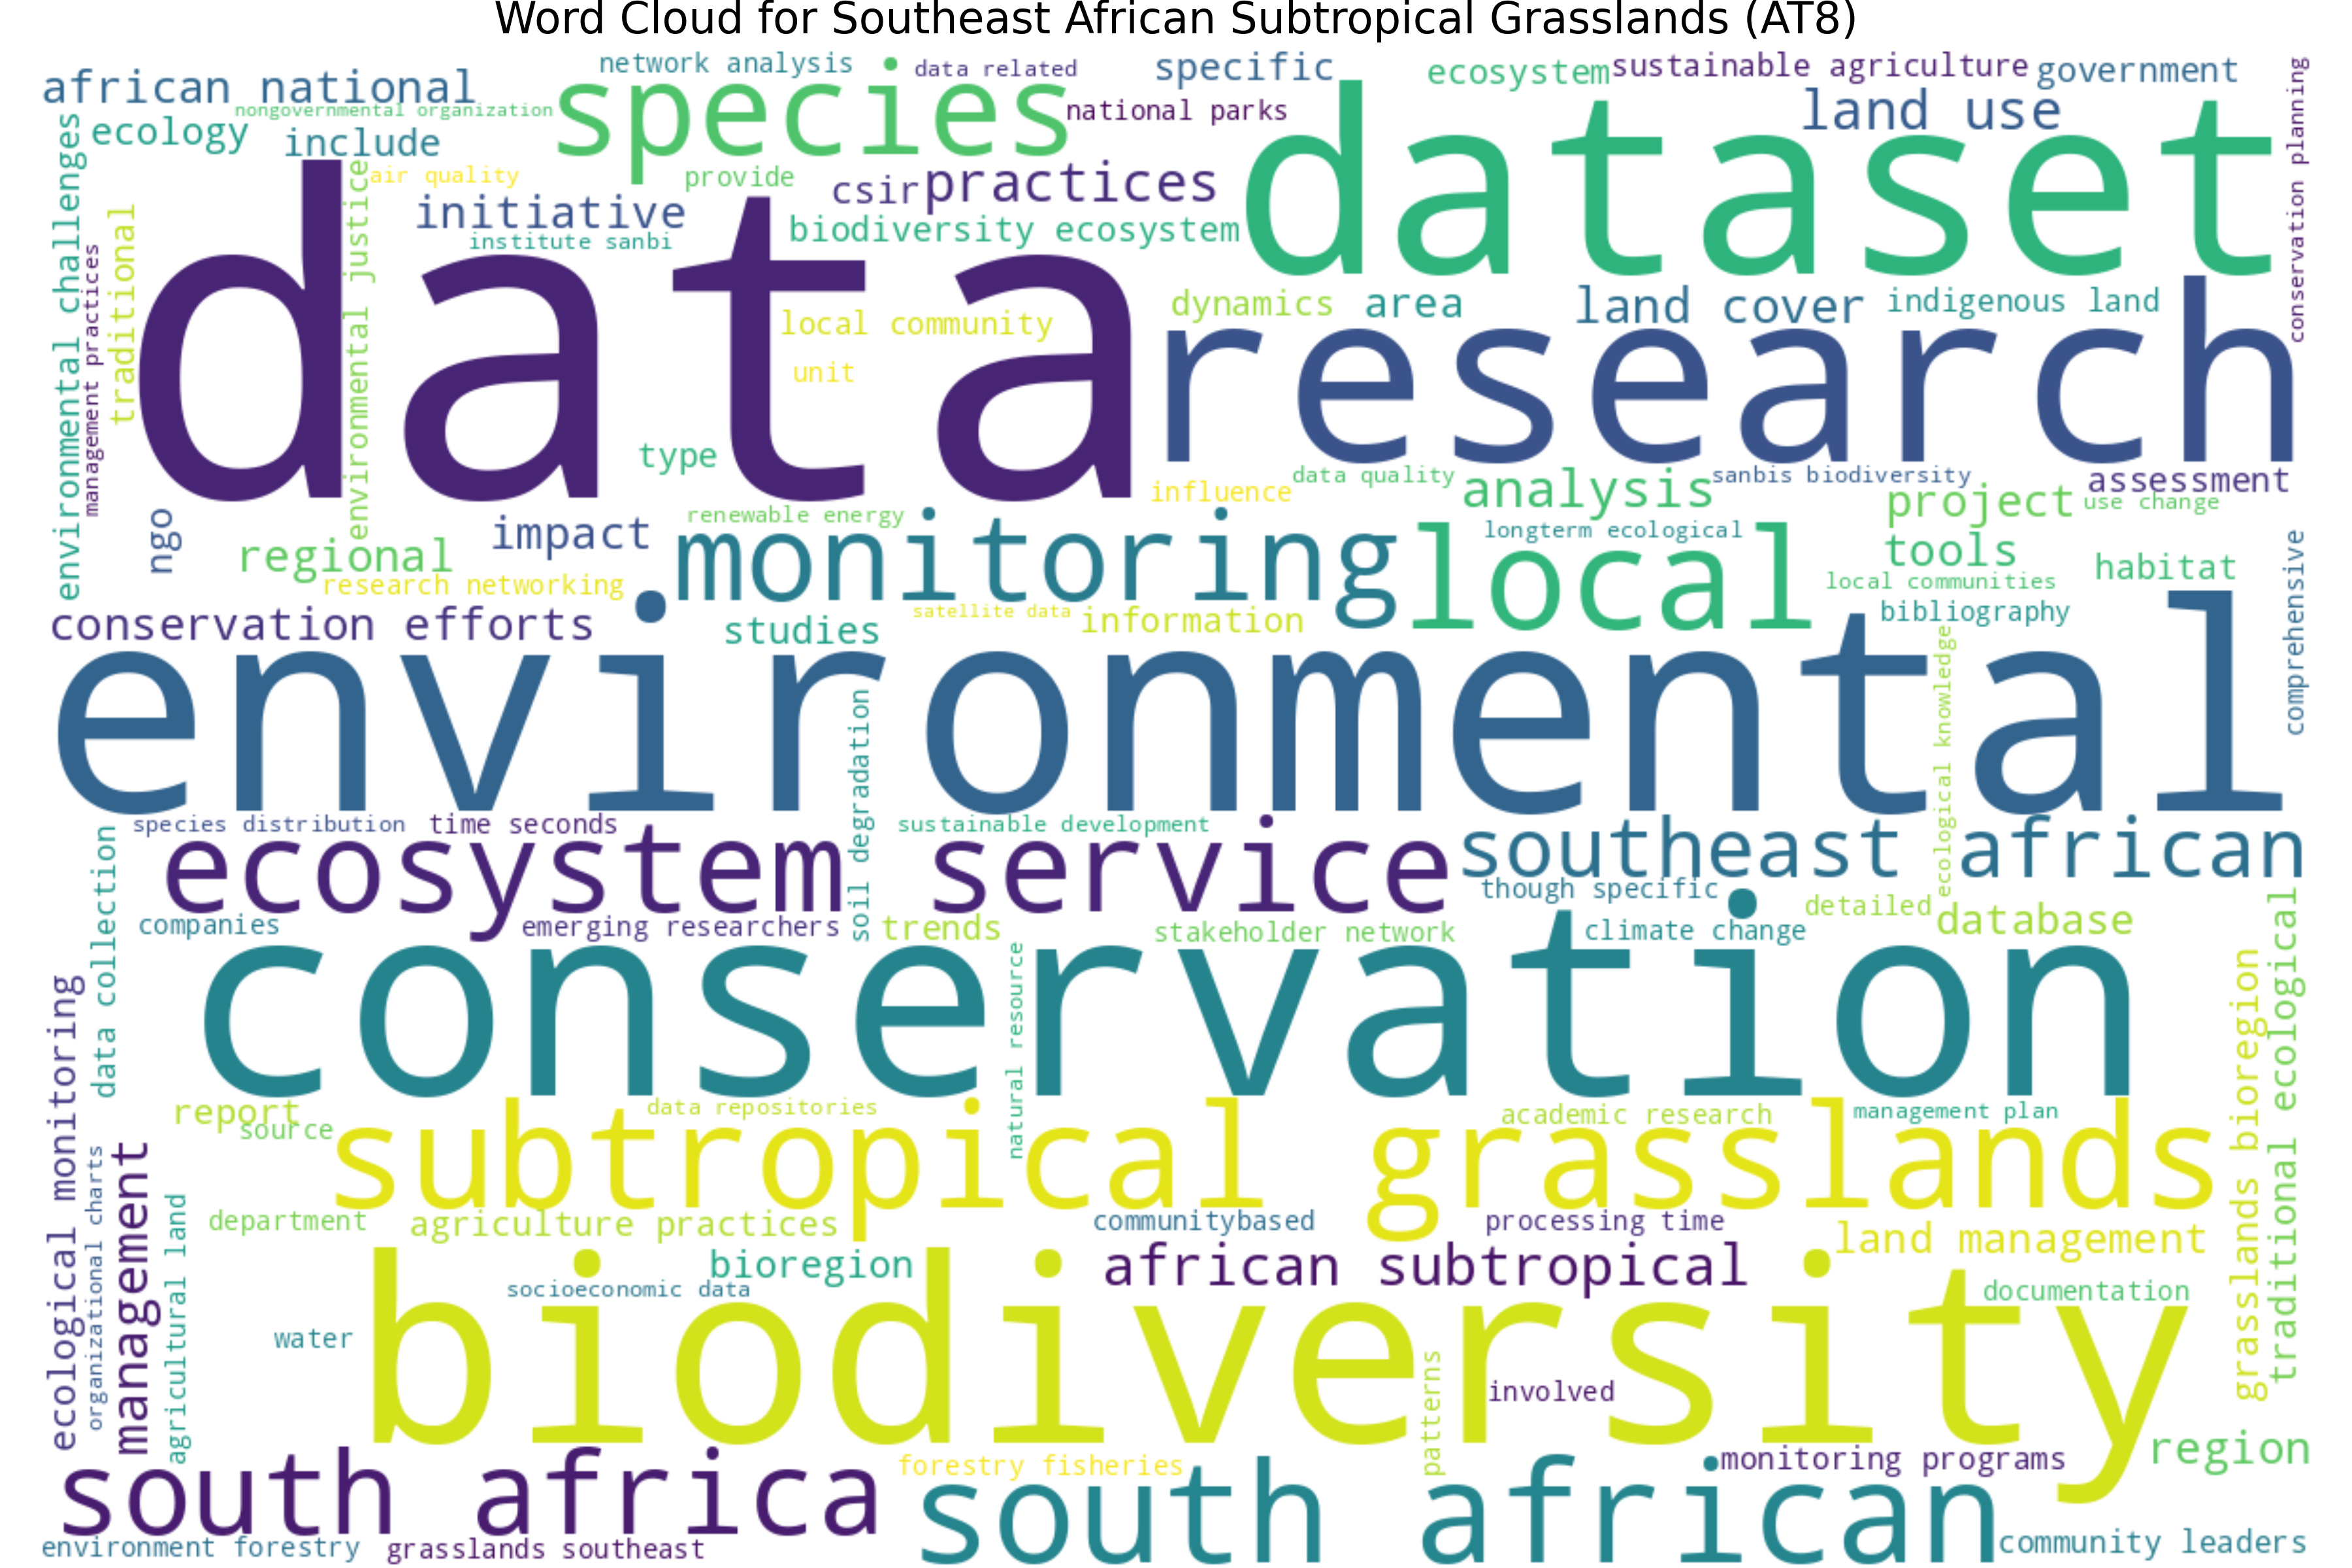 Word Cloud for Southeast African Subtropical Grasslands (AT8)
network analysis
data related
specific
ecosystem
sustainable agriculture
government
african national
nongovernmental organization
species
national parks
land use
dataset
conservation planning
ecology
include
environmental challenges
environmental justice
air quality
provide
csir
practices
traditional
initiative
institute sanbi
biodiversity ecosystem
management practices
data
local community
unit
type
dynamics
area
land cover
indigenous land
research
influence
data quality
analysis
sanbis biodiversity
assessment
project
use change
ngo
regional
impact
renewable energy
monitoring
local
longterm ecological
tools
habitat
research networking
local communities
comprehensive
conservation efforts
studies
satellite data
information
bibliography
environmental
soil degradation
ecological knowledge
species distribution
time seconds
sustainable development
data collection
ecosystem service
southeast african
though specific
companies
emerging researchers
trends
stakeholder network
climate change
detailed
database
traditional ecological
conservation
natural resource
grasslands bioregion
ecological monitoring
report
source
data repositories
academic research
management plan
subtropical grasslands
organizational charts
management
agricultural land
department
agriculture practices
communitybased
processing time
land management
bioregion
african subtropical
socioeconomic data
documentation
water
biodiversity
patterns
involved
south africa
forestry fisheries
south african
monitoring programs
region
environment forestry
grasslands southeast
community leaders